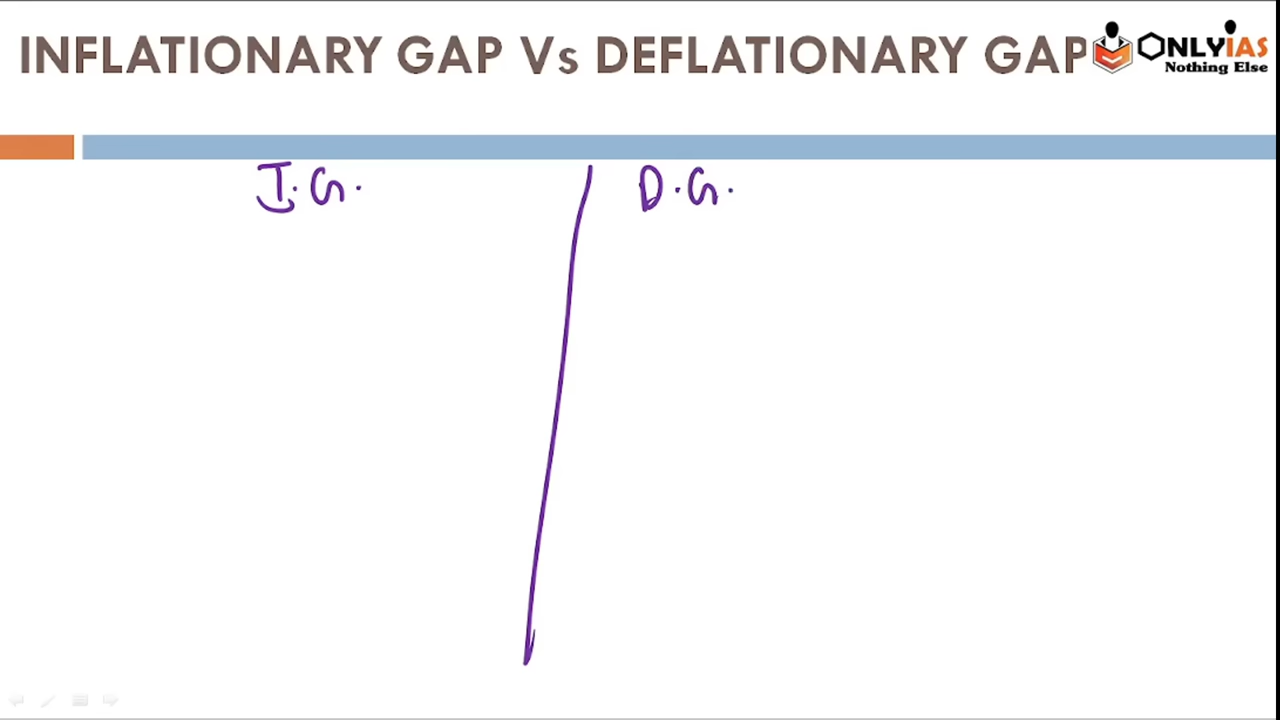 INFLATIONARY GAP Vs DEFLATIONARY GAP
ONLYIAS
Nothing Else
I.G.
D.G.